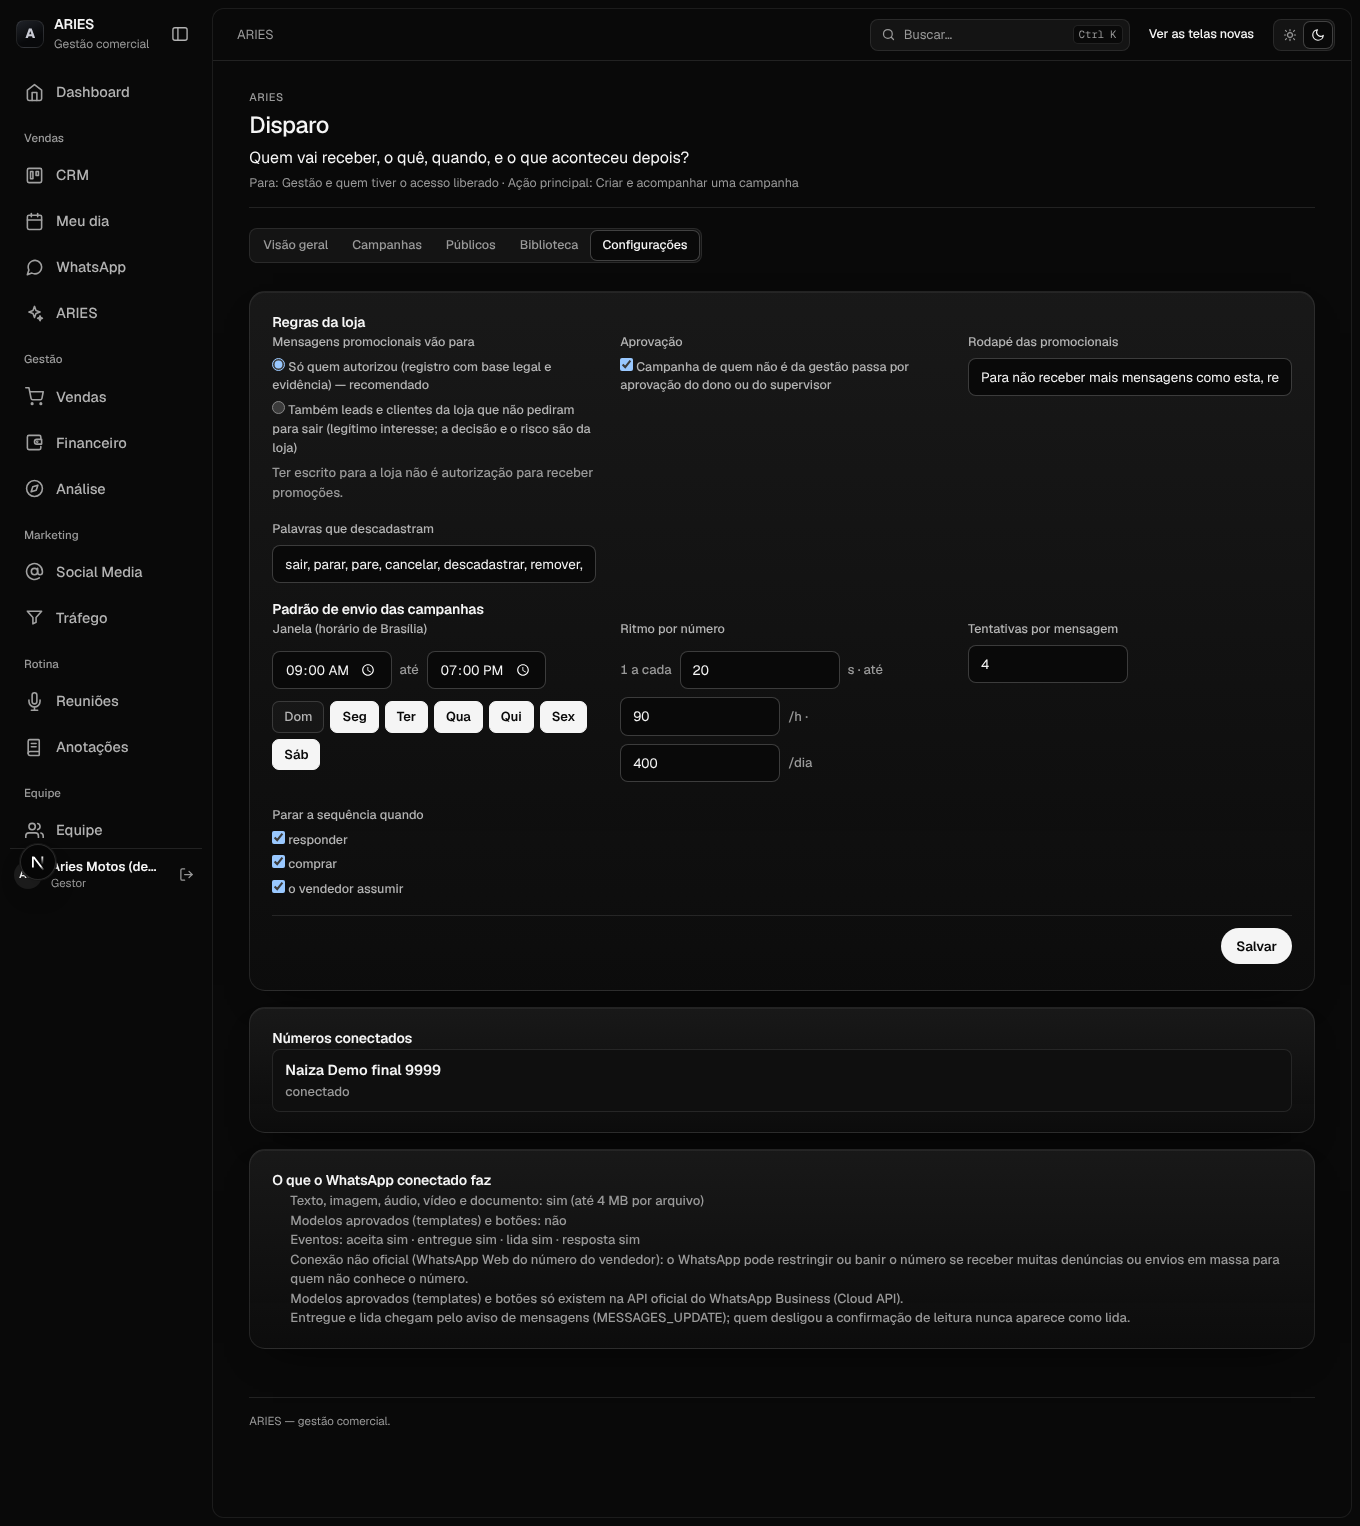 A
ARIES
Gestão comercial
Dashboard
Vendas
CRM
Meu dia
WhatsApp
ARIES
Gestão
Vendas
Financeiro
Análise
Marketing
Social Media
Tráfego
Rotina
Reuniões
Anotações
Equipe
Equipe
N
Aries Motos (de...
Gestor
ARIES
Buscar...
Ctrl K
Ver as telas novas
ARIES
Disparo
Quem vai receber, o quê, quando, e o que aconteceu depois?
Para: Gestão e quem tiver o acesso liberado · Ação principal: Criar e acompanhar uma campanha
Visão geral
Campanhas
Públicos
Biblioteca
Configurações
Regras da loja
Mensagens promocionais vão para
Só quem autorizou (registro com base legal e
evidência) — recomendado
Também leads e clientes da loja que não pediram
para sair (legítimo interesse; a decisão e o risco são da
loja)
Ter escrito para a loja não é autorização para receber
promoções.
Aprovação
Campanha de quem não é da gestão passa por
aprovação do dono ou do supervisor
Rodapé das promocionais
Para não receber mais mensagens como esta, re
Palavras que descadastram
sair, parar, pare, cancelar, descadastrar, remover,
Padrão de envio das campanhas
Janela (horário de Brasília)
09:00 AM até 07:00 PM
Dom Seg Ter Qua Qui Sex
Sáb
Ritmo por número
1 a cada 20 s · até
90 /h ·
400 /dia
Tentativas por mensagem
4
Parar a sequência quando
responder
comprar
o vendedor assumir
Salvar
Números conectados
Naiza Demo final 9999
conectado
O que o WhatsApp conectado faz
Texto, imagem, áudio, vídeo e documento: sim (até 4 MB por arquivo)
Modelos aprovados (templates) e botões: não
Eventos: aceita sim · entregue sim · lida sim · resposta sim
Conexão não oficial (WhatsApp Web do número do vendedor): o WhatsApp pode restringir ou banir o número se receber muitas denúncias ou envios em massa para
quem não conhece o número.
Modelos aprovados (templates) e botões só existem na API oficial do WhatsApp Business (Cloud API).
Entregue e lida chegam pelo aviso de mensagens (MESSAGES_UPDATE); quem desligou a confirmação de leitura nunca aparece como lida.
ARIES — gestão comercial.